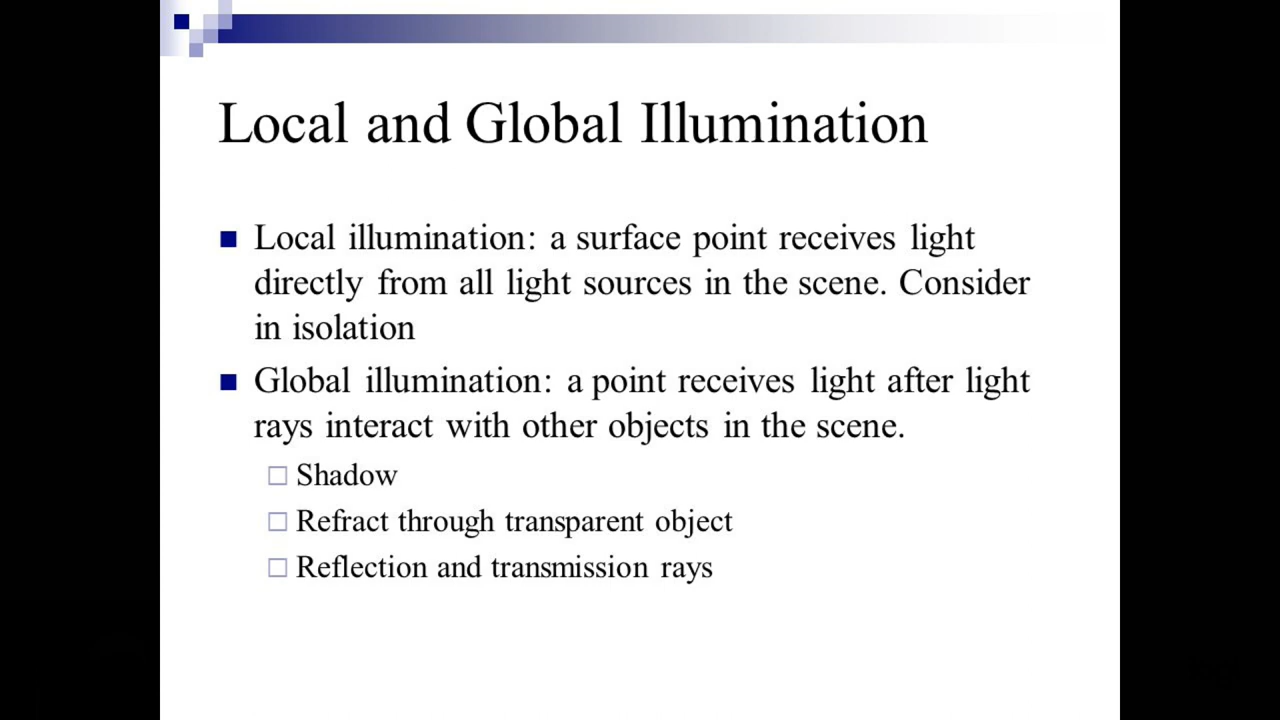 Local and Global Illumination
Local illumination: a surface point receives light
directly from all light sources in the scene. Consider
in isolation
Global illumination: a point receives light after light
rays interact with other objects in the scene.
Shadow
Refract through transparent object
Reflection and transmission rays